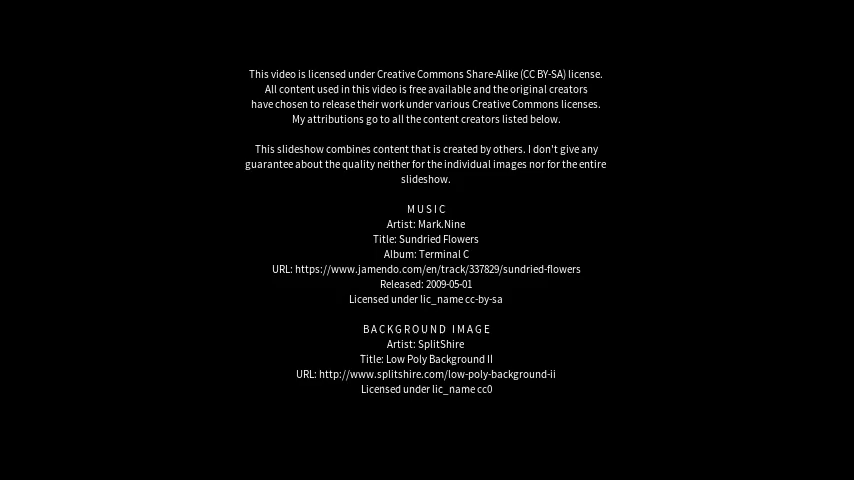 This video is licensed under Creative Commons Share-Alike (CC BY-SA) license.
All content used in this video is free available and the original creators
have chosen to release their work under various Creative Commons licenses.
My attributions go to all the content creators listed below.
This slideshow combines content that is created by others. I don't give any
guarantee about the quality neither for the individual images nor for the entire
slideshow.
MUSIC
Artist: Mark.Nine
Title: Sundried Flowers
Album: Terminal C
URL: https://www.jamendo.com/en/track/337829/sundried-flowers
Released: 2009-05-01
Licensed under lic_name cc-by-sa
BACKGROUND IMAGE
Artist: SplitShire
Title: Low Poly Background II
URL: http://www.splitshire.com/low-poly-background-ii
Licensed under lic_name cc0